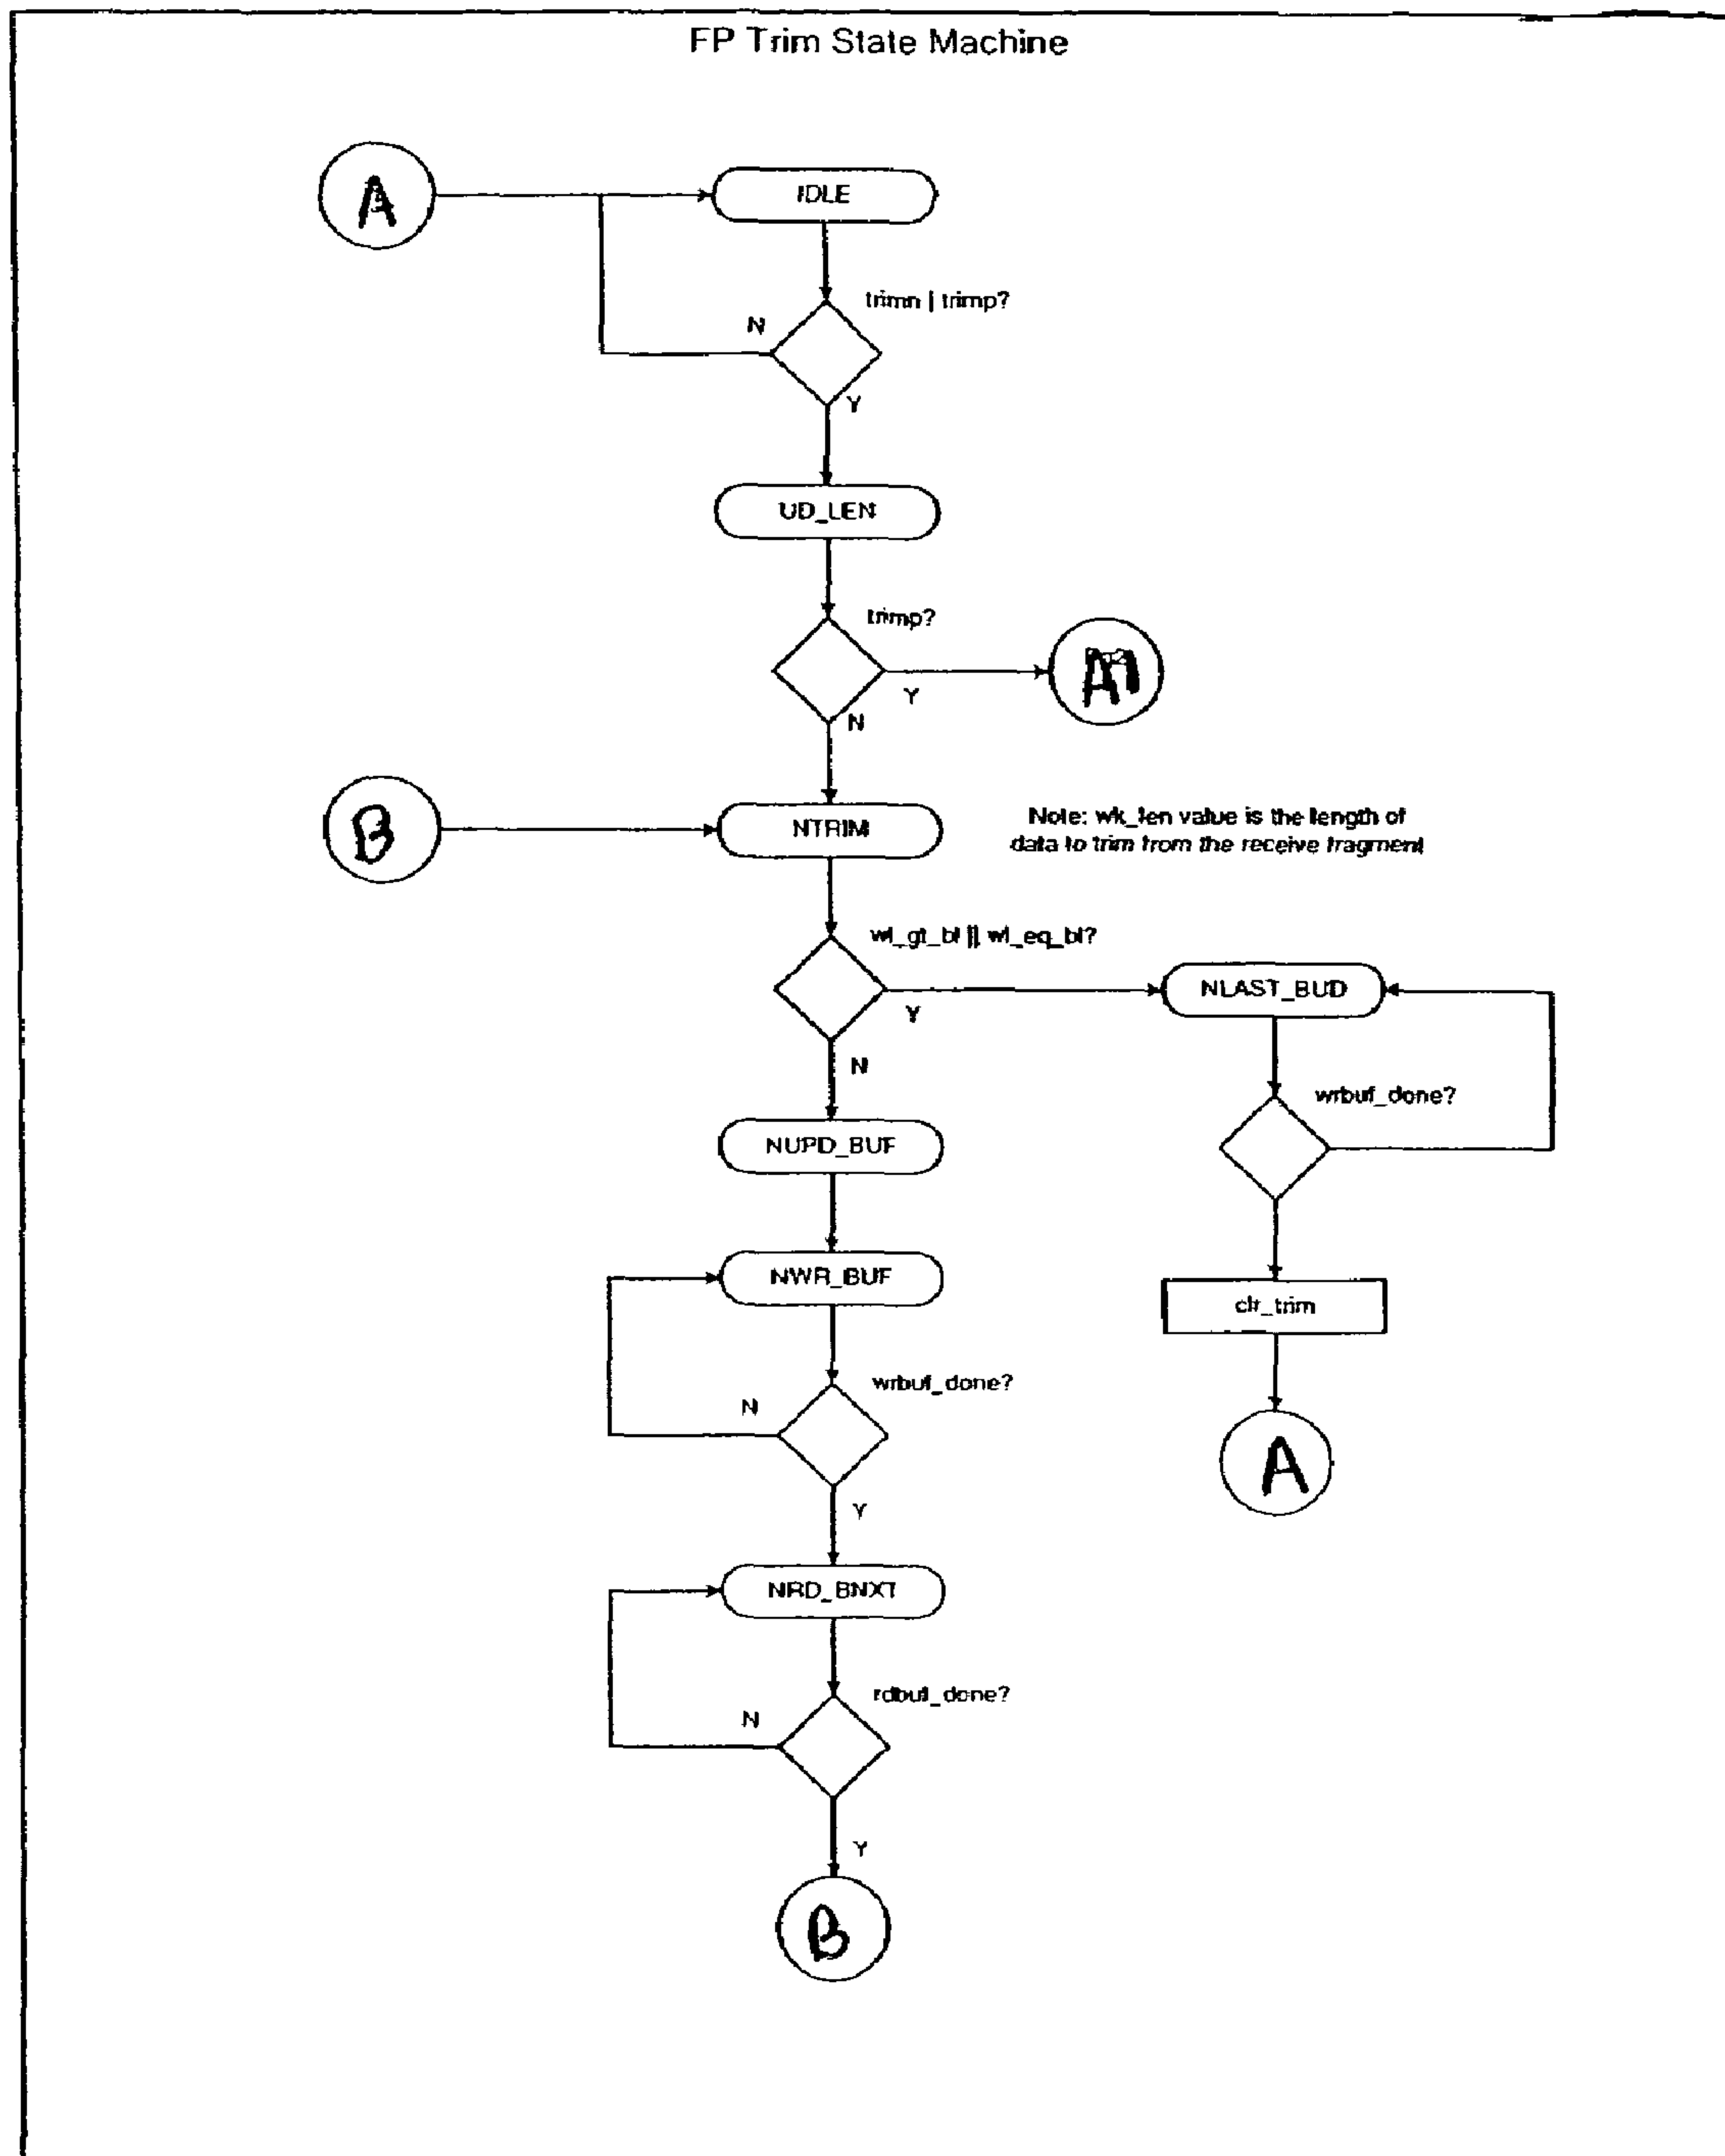 FP Trim State Machine
A
IDLE
trimn | trimp?
N
Y
UD_LEN
trimp?
Y
N
B
NTRIM
Note: wk_len value is the length of
data to trim from the receive fragment
wl_gt_bl || wl_eq_bl?
Y
NLAST_BUD
N
wrbuf_done?
NUPD_BUF
NWR_BUF
clr_trim
wrbuf_done?
N
A
Y
NRD_BNXT
rdbuf_done?
N
Y
B